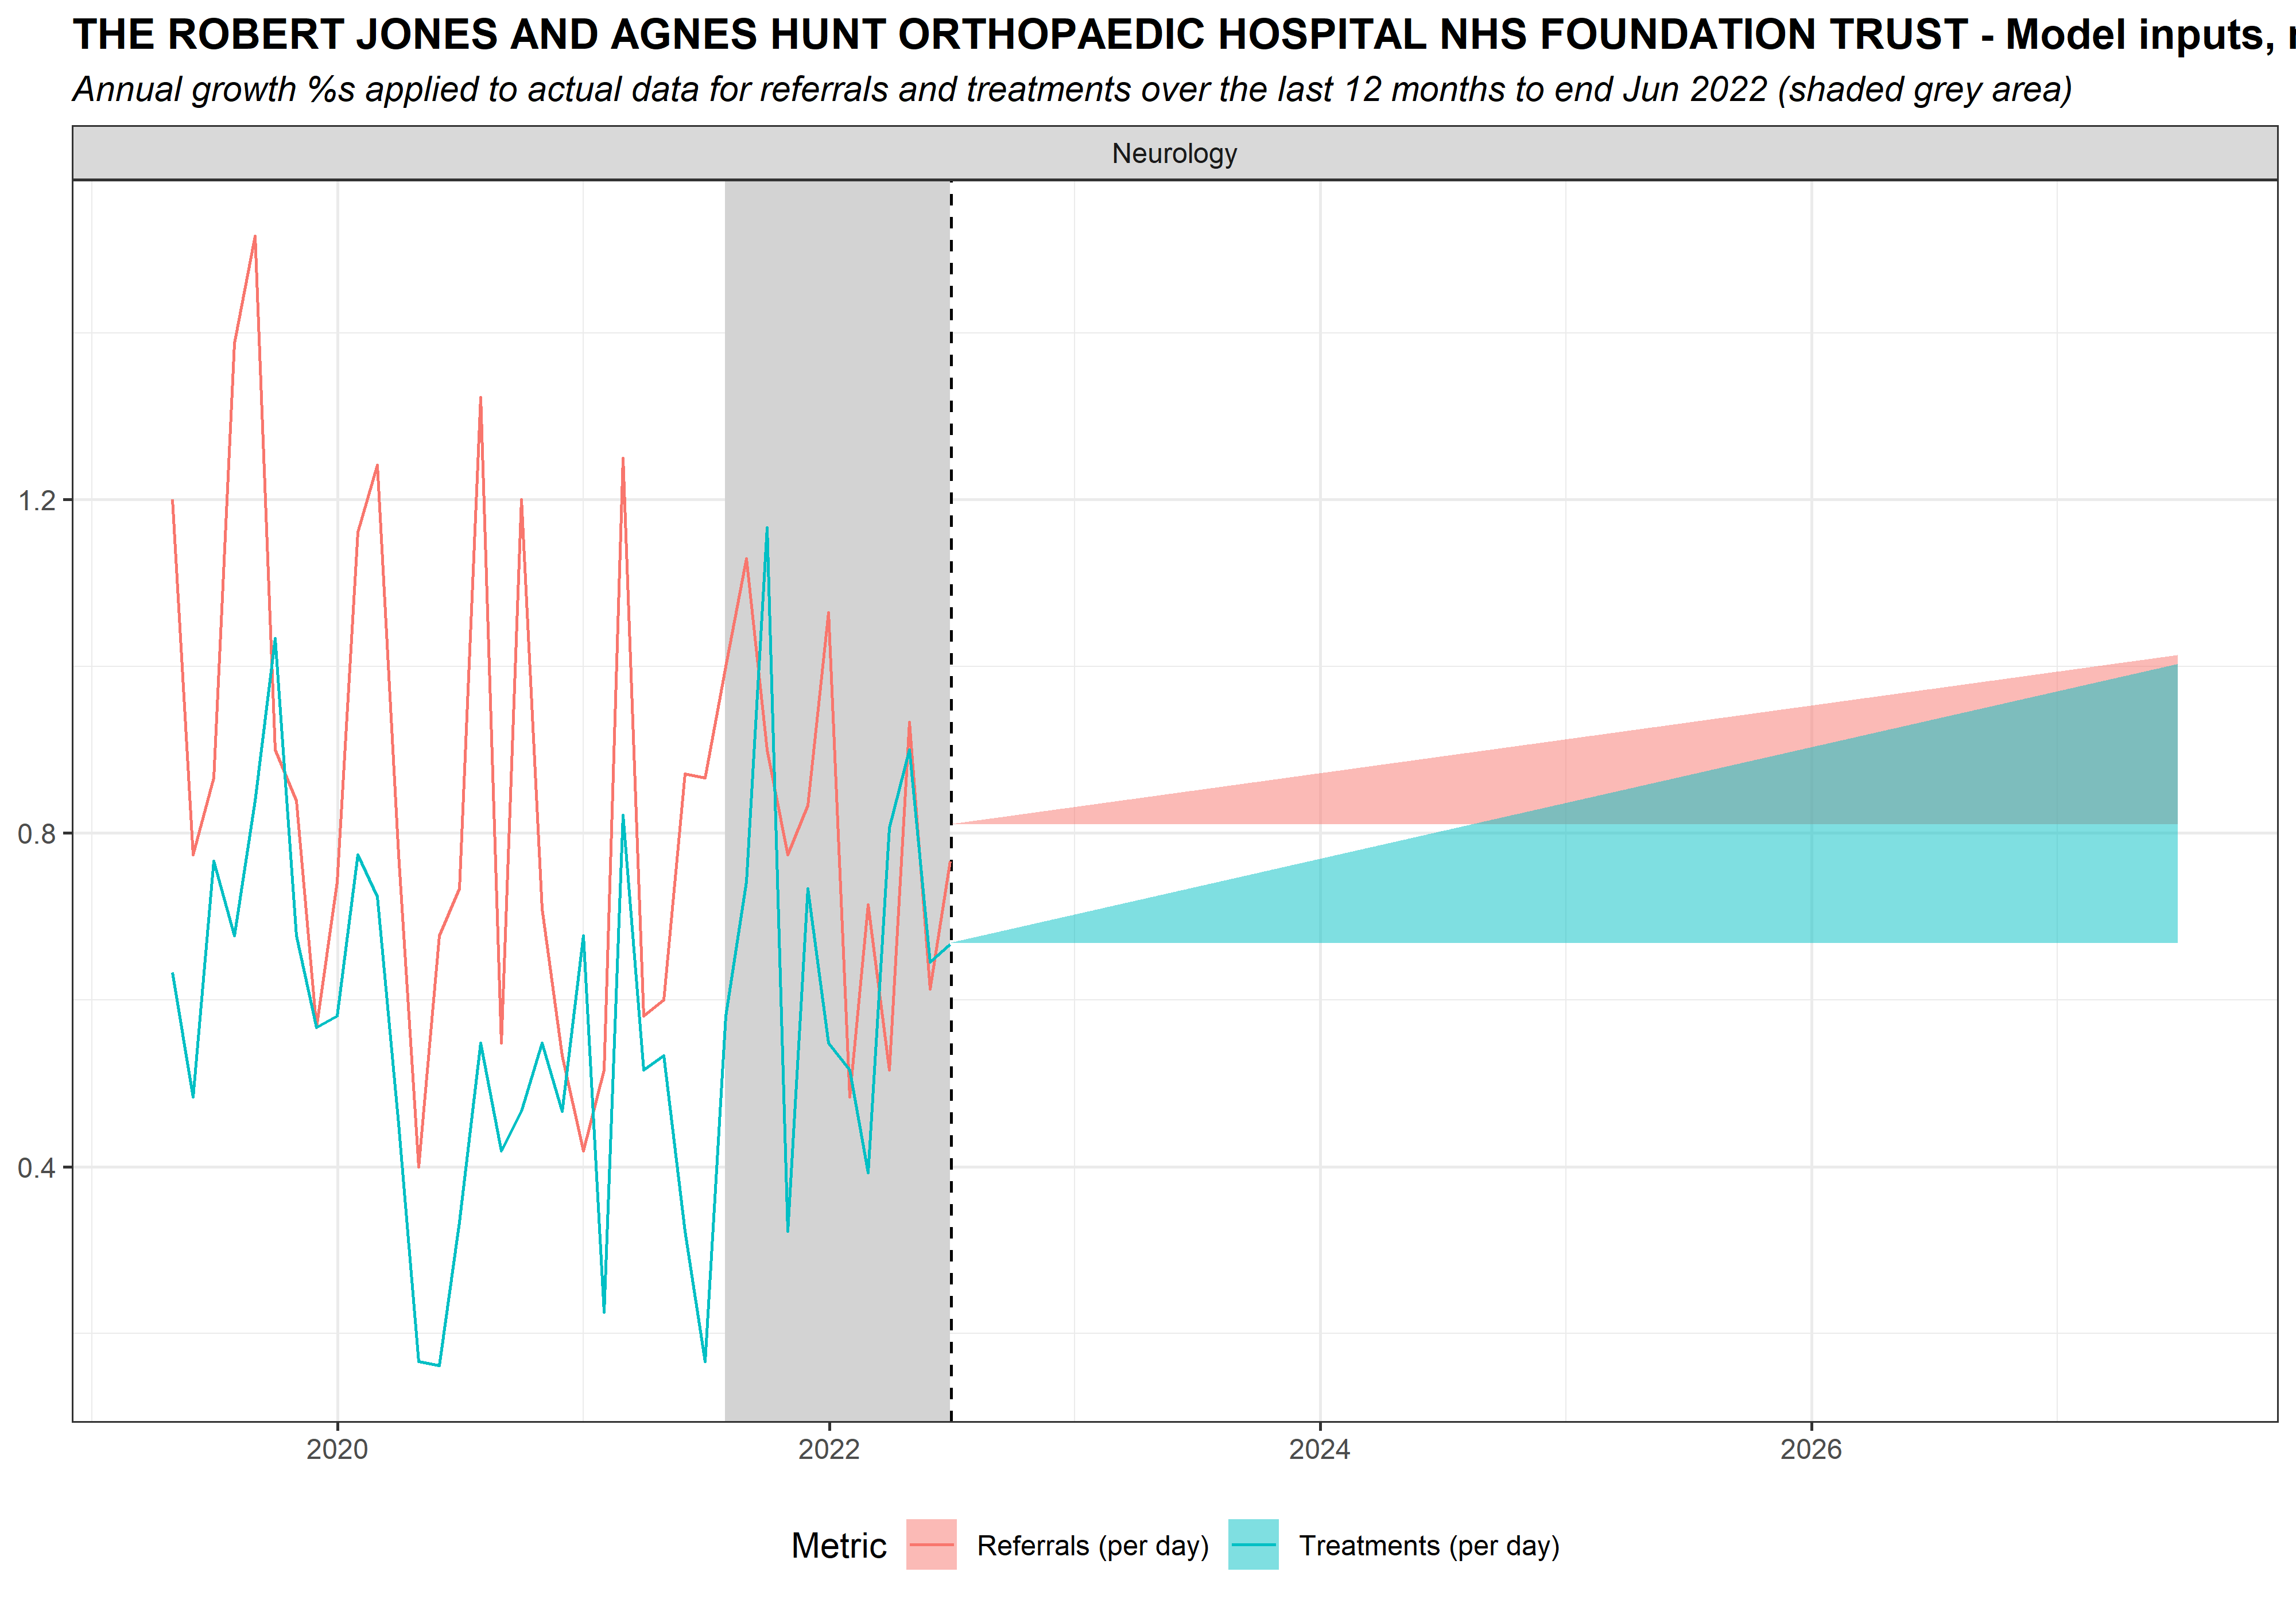 THE ROBERT JONES AND AGNES HUNT ORTHOPAEDIC HOSPITAL NHS FOUNDATION TRUST - Model inputs,
Annual growth %s applied to actual data for referrals and treatments over the last 12 months to end Jun 2022 (shaded grey area)
Neurology
1.2
0.8
0.4
2020 2022 2024 2026
Metric Referrals (per day) Treatments (per day)